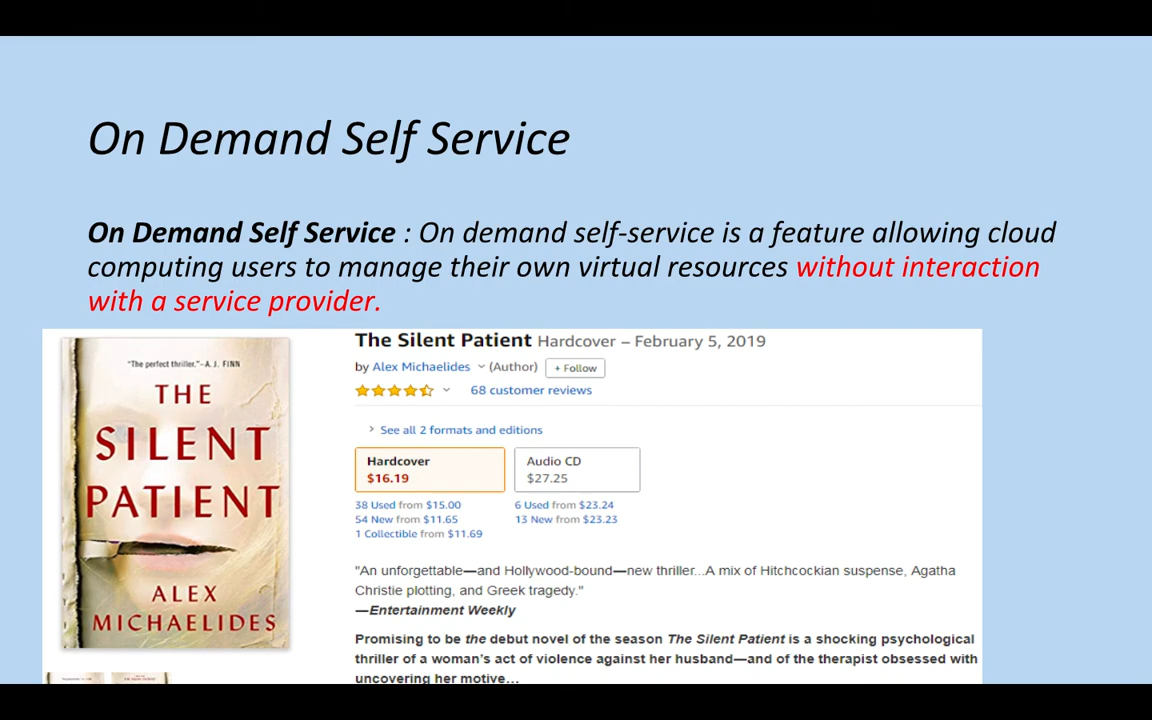 On Demand Self Service
On Demand Self Service : On demand self-service is a feature allowing cloud
computing users to manage their own virtual resources without interaction
with a service provider.
"The perfect thriller."—A. J. FINN
THE
SILENT
PATIENT
ALEX
MICHAELIDES
The Silent Patient Hardcover – February 5, 2019
by Alex Michaelides (Author) + Follow
68 customer reviews
See all 2 formats and editions
Hardcover
$16.19
Audio CD
$27.25
38 Used from $15.00
54 New from $11.65
1 Collectible from $11.69
6 Used from $23.24
13 New from $23.23
"An unforgettable—and Hollywood-bound—new thriller...A mix of Hitchcockian suspense, Agatha
Christie plotting, and Greek tragedy."
—Entertainment Weekly
Promising to be the debut novel of the season The Silent Patient is a shocking psychological
thriller of a woman's act of violence against her husband—and of the therapist obsessed with
uncovering her motive...